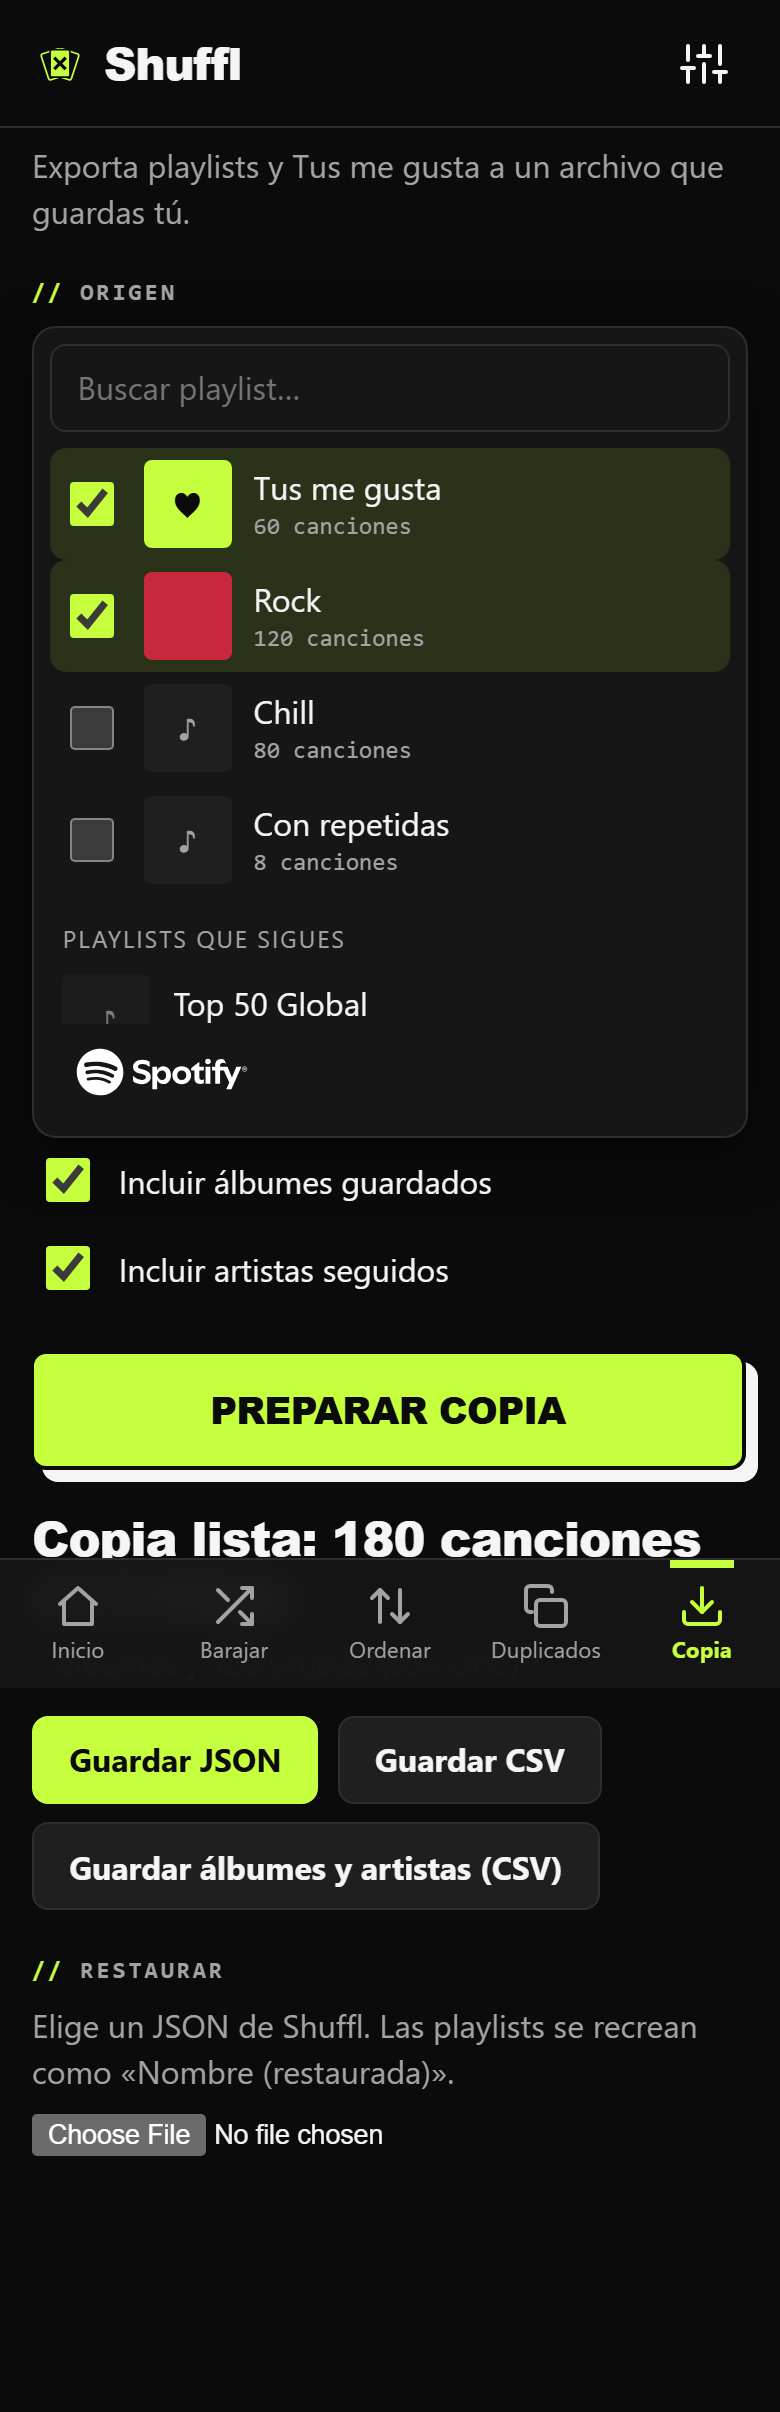 Shuffl
Exporta playlists y Tus me gusta a un archivo que
guardas tú.
// ORIGEN
Buscar playlist...
Tus me gusta
60 canciones
Rock
120 canciones
Chill
80 canciones
Con repetidas
8 canciones
PLAYLISTS QUE SIGUES
Top 50 Global
Spotify®
Incluir álbumes guardados
Incluir artistas seguidos
PREPARAR COPIA
Copia lista: 180 canciones
Inicio
Barajar
Ordenar
Duplicados
Copia
Guardar JSON
Guardar CSV
Guardar álbumes y artistas (CSV)
// RESTAURAR
Elige un JSON de Shuffl. Las playlists se recrean
como «Nombre (restaurada)».
Choose File No file chosen